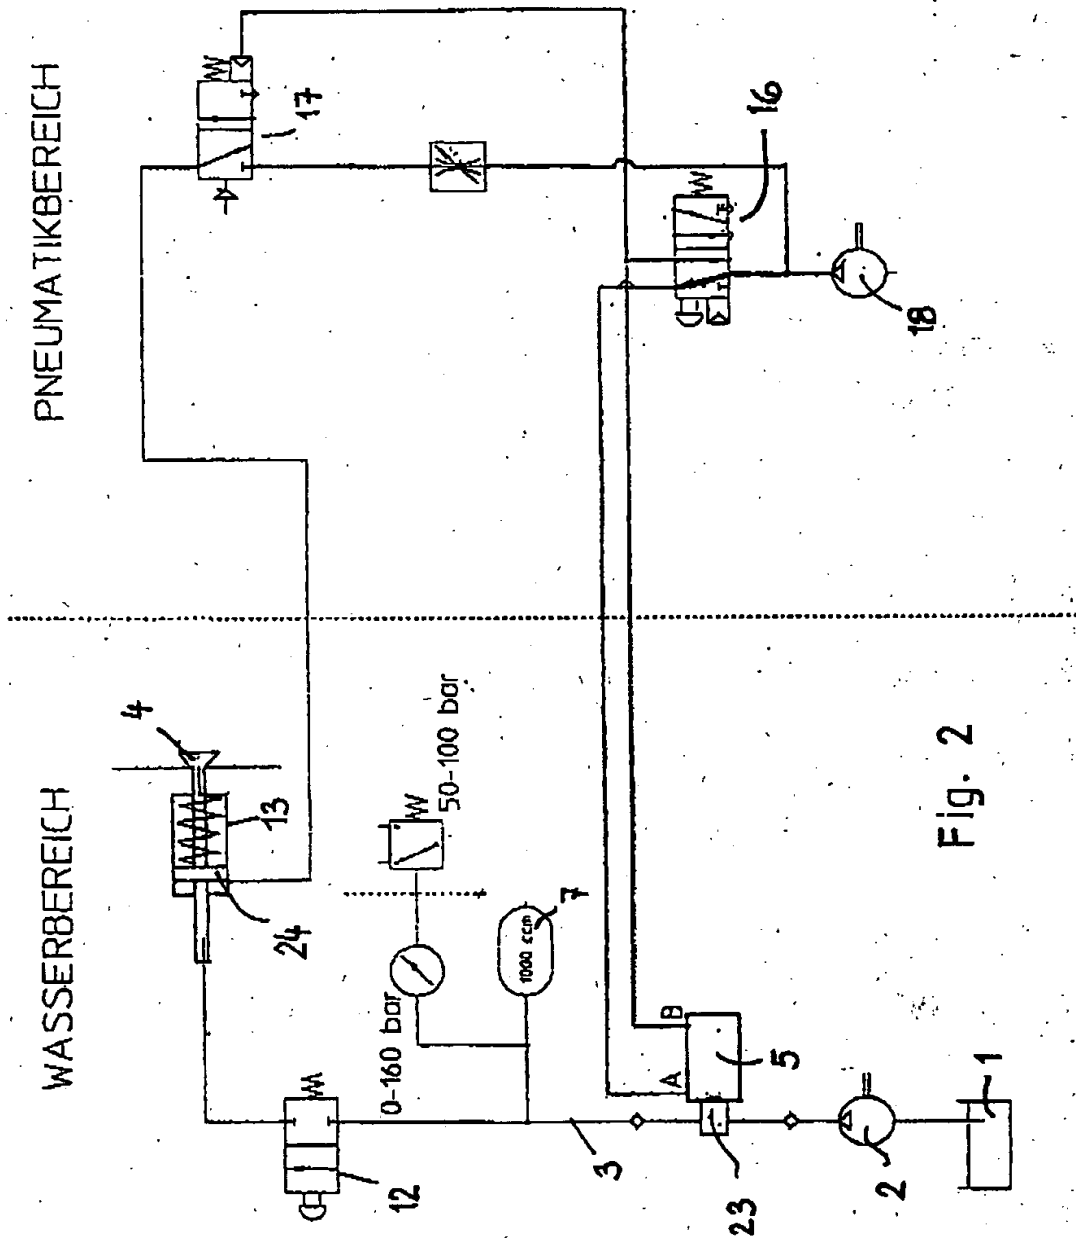 WASSERBEREICH
PNEUMATIKBEREICH
4
13
24
17
16
18
50-100 bar
0-160 bar
1000 ccm
7
12
3
A
B
5
23
2
1
Fig. 2